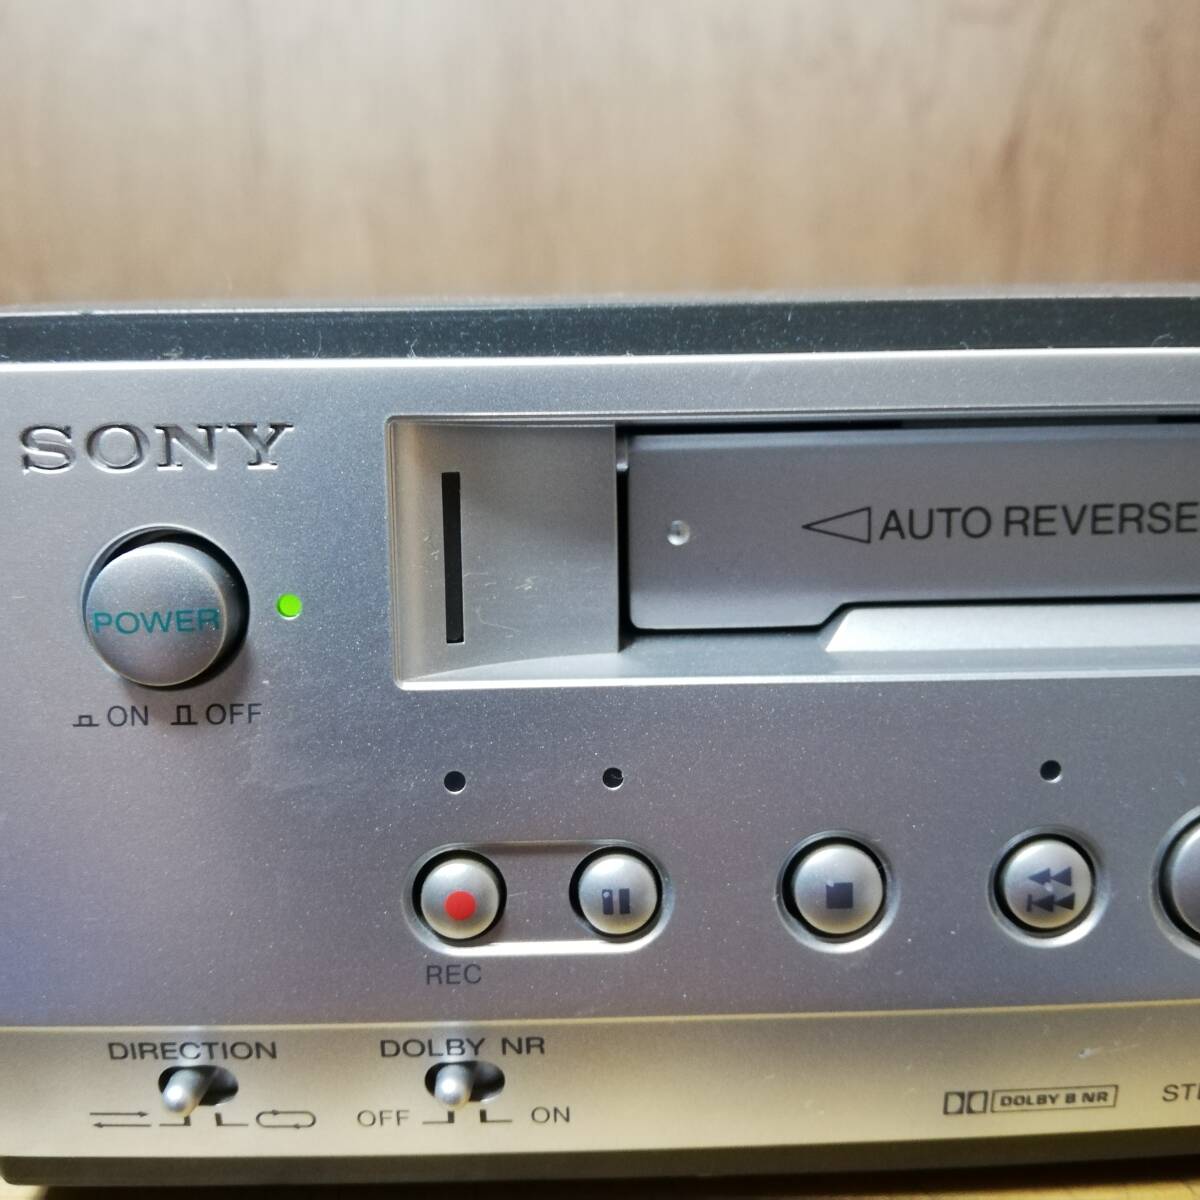 SONY
AUTO REVERSE
POWER
ON OFF
REC
DIRECTION DOLBY NR
OFF ON
DOLBY B NR